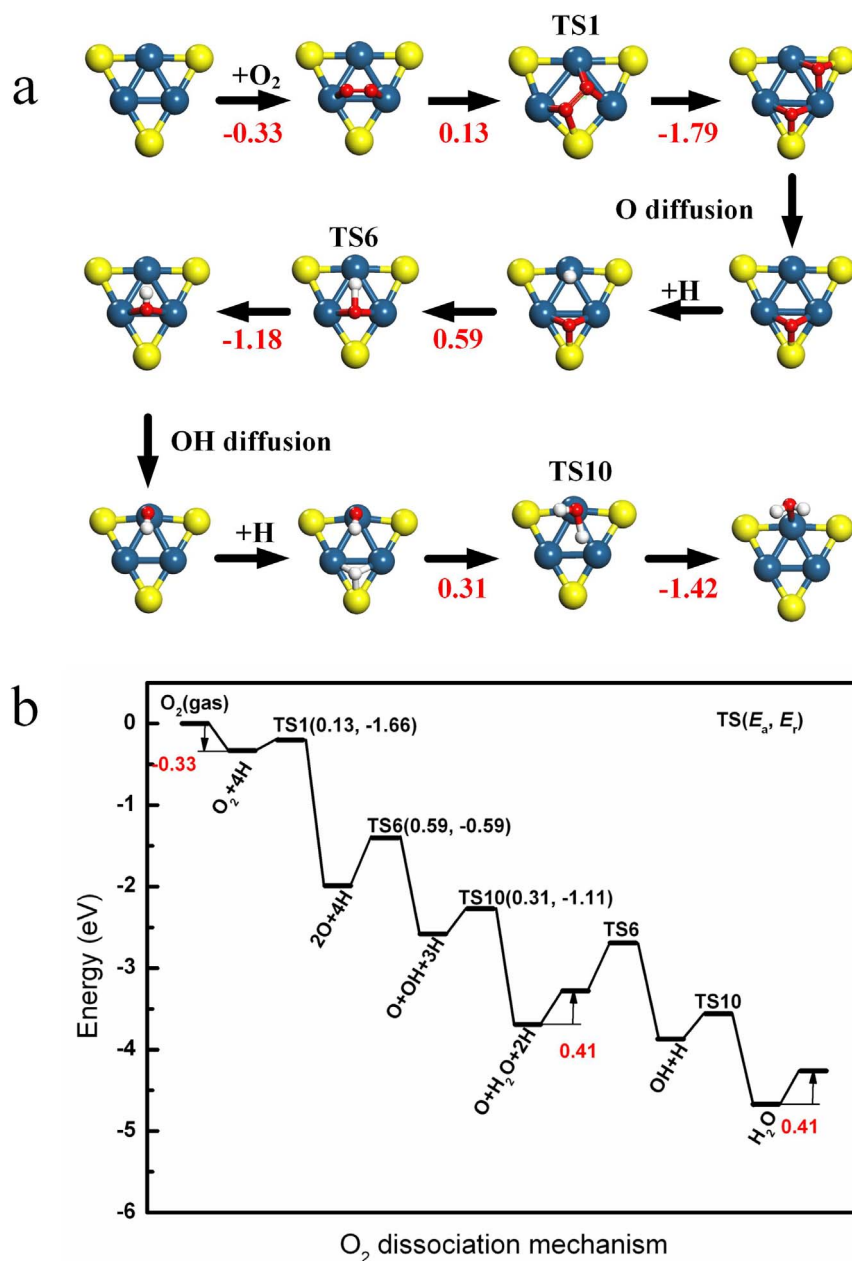 a
TS1
+O₂
-0.33
0.13
-1.79
O diffusion
TS6
+H
-1.18
0.59
OH diffusion
TS10
+H
0.31
-1.42
b
O₂(gas)
TS1(0.13, -1.66)
TS(Eₐ, Eᵣ)
-0.33
O₂+4H
TS6(0.59, -0.59)
2O+4H
TS10(0.31, -1.11)
O+OH+3H
TS6
0.41
O+H₂O+2H
TS10
OH+H
H₂O
0.41
0
-1
-2
-3
-4
-5
-6
Energy (eV)
O₂ dissociation mechanism